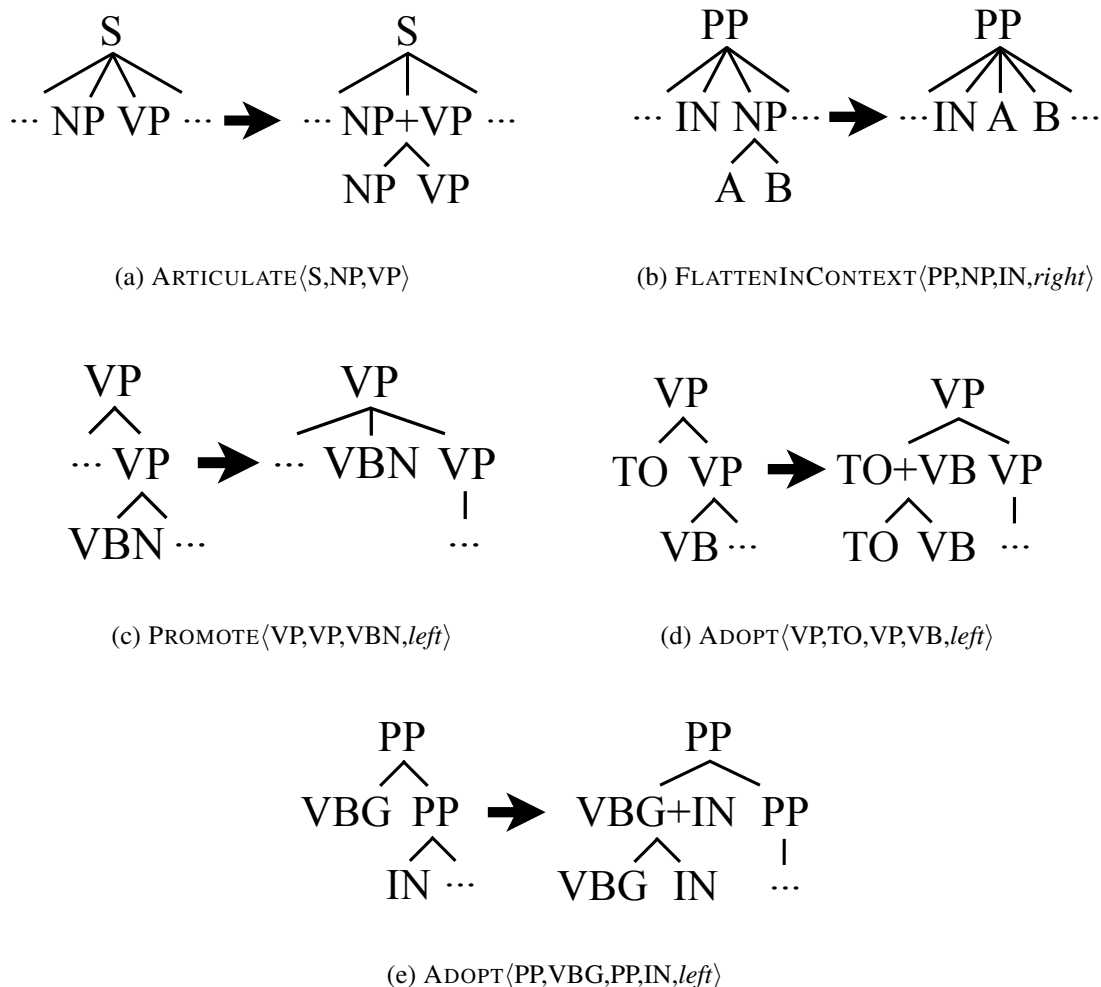 S
··· NP VP ···
S
··· NP+VP ···
NP VP
(a) ARTICULATE⟨S,NP,VP⟩
PP
··· IN NP ···
A B
PP
··· IN A B ···
(b) FLATTENINCONTEXT⟨PP,NP,IN,right⟩
VP
··· VP
VBN ···
VP
··· VBN VP
···
(c) PROMOTE⟨VP,VP,VBN,left⟩
VP
TO VP
VB ···
VP
TO+VB VP
TO VB ···
(d) ADOPT⟨VP,TO,VP,VB,left⟩
PP
VBG PP
IN ···
PP
VBG+IN PP
VBG IN ···
(e) ADOPT⟨PP,VBG,PP,IN,left⟩